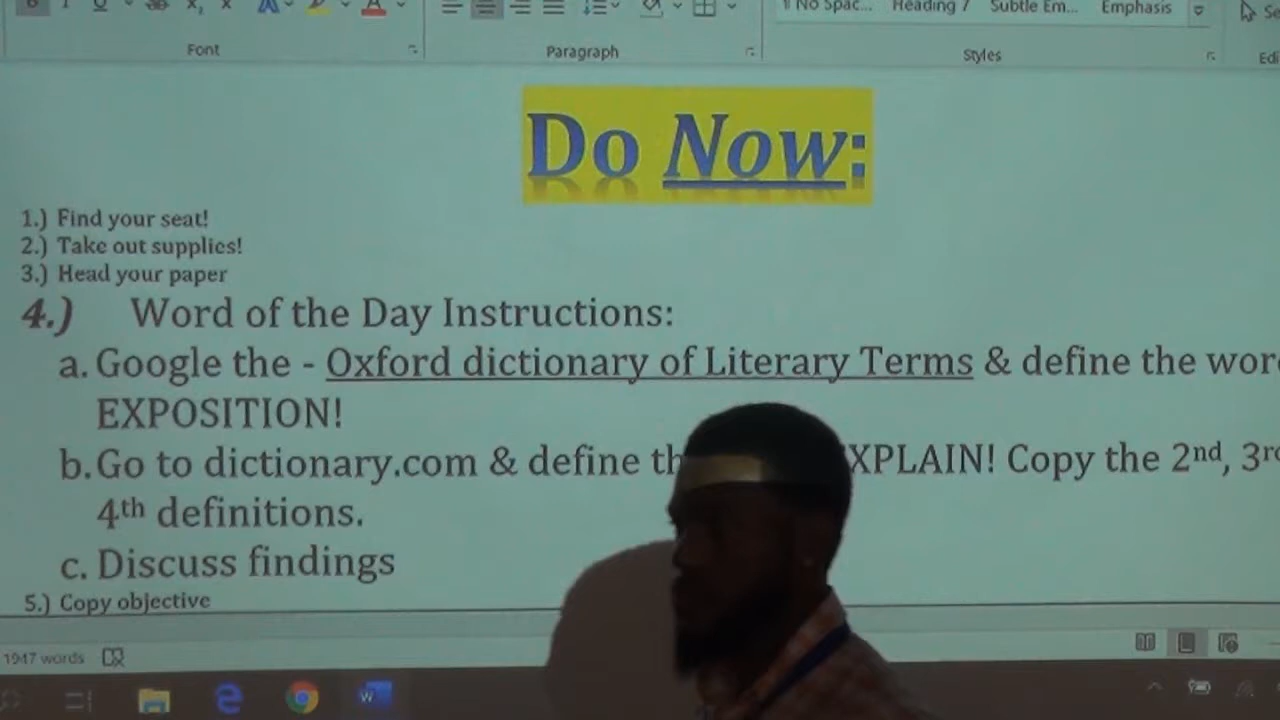 No Spac...
Heading 7
Subtle Em...
Emphasis
Font
Paragraph
Styles
Do Now:
1.) Find your seat!
2.) Take out supplies!
3.) Head your paper
4.) Word of the Day Instructions:
a. Google the - Oxford dictionary of Literary Terms & define the wor
EXPOSITION!
b. Go to dictionary.com & define th XPLAIN! Copy the 2nd, 3r
4th definitions.
c. Discuss findings
5.) Copy objective
1947 words